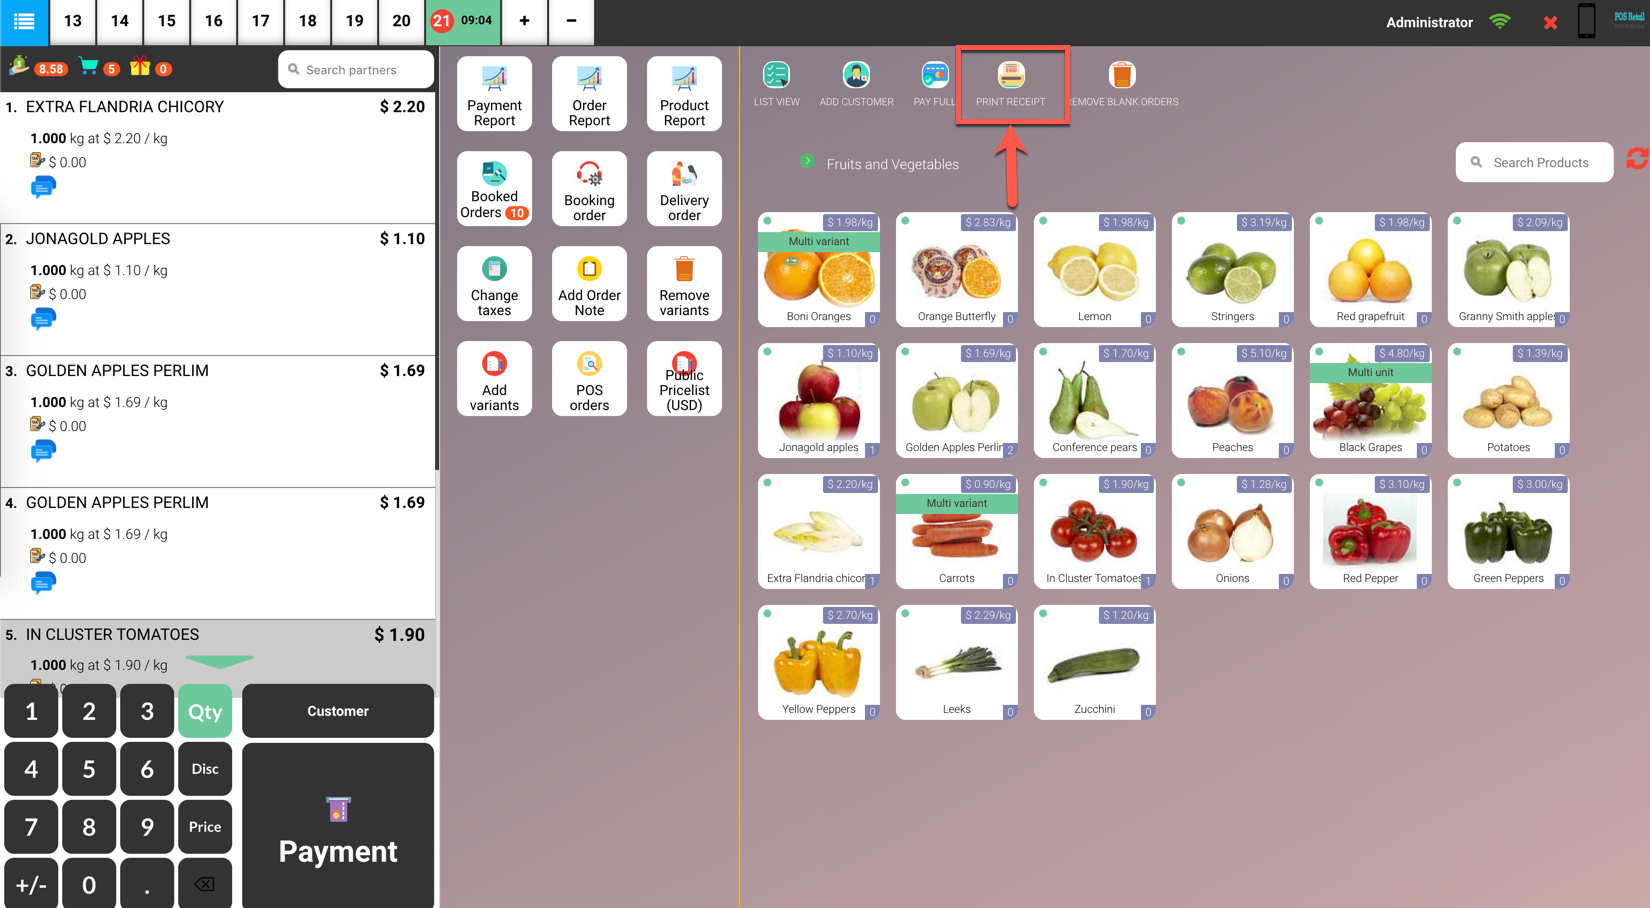 13 14 15 16 17 18 19 20 21 09:04 + −
Administrator
POS Retail
8.58 5 0
Search partners
1. EXTRA FLANDRIA CHICORY $ 2.20
1.000 kg at $ 2.20 / kg
$ 0.00
2. JONAGOLD APPLES $ 1.10
1.000 kg at $ 1.10 / kg
$ 0.00
3. GOLDEN APPLES PERLIM $ 1.69
1.000 kg at $ 1.69 / kg
$ 0.00
4. GOLDEN APPLES PERLIM $ 1.69
1.000 kg at $ 1.69 / kg
$ 0.00
5. IN CLUSTER TOMATOES $ 1.90
1.000 kg at $ 1.90 / kg
1 2 3 Qty
Customer
4 5 6 Disc
7 8 9 Price
+/- 0 .
Payment
Payment
Report
Order
Report
Product
Report
Booked
Orders 10
Booking
order
Delivery
order
Change
taxes
Add Order
Note
Remove
variants
Add
variants
POS
orders
Public
Pricelist
(USD)
LIST VIEW
ADD CUSTOMER
PAY FULL
PRINT RECEIPT
REMOVE BLANK ORDERS
Fruits and Vegetables
Search Products
$ 1.98/kg
Multi variant
Boni Oranges 0
$ 2.83/kg
Orange Butterfly 0
$ 1.98/kg
Lemon 0
$ 3.19/kg
Stringers 0
$ 1.98/kg
Red grapefruit 0
$ 2.09/kg
Granny Smith apples 0
$ 1.10/kg
Jonagold apples 1
$ 1.69/kg
Golden Apples Perlim 2
$ 1.70/kg
Conference pears 0
$ 5.10/kg
Peaches 0
$ 4.80/kg
Multi unit
Black Grapes 0
$ 1.39/kg
Potatoes 0
$ 2.20/kg
Extra Flandria chicor 1
$ 0.90/kg
Multi variant
Carrots 0
$ 1.90/kg
In Cluster Tomatoes 1
$ 1.28/kg
Onions 0
$ 3.10/kg
Red Pepper 0
$ 3.00/kg
Green Peppers 0
$ 2.70/kg
Yellow Peppers 0
$ 2.29/kg
Leeks 0
$ 1.20/kg
Zucchini 0